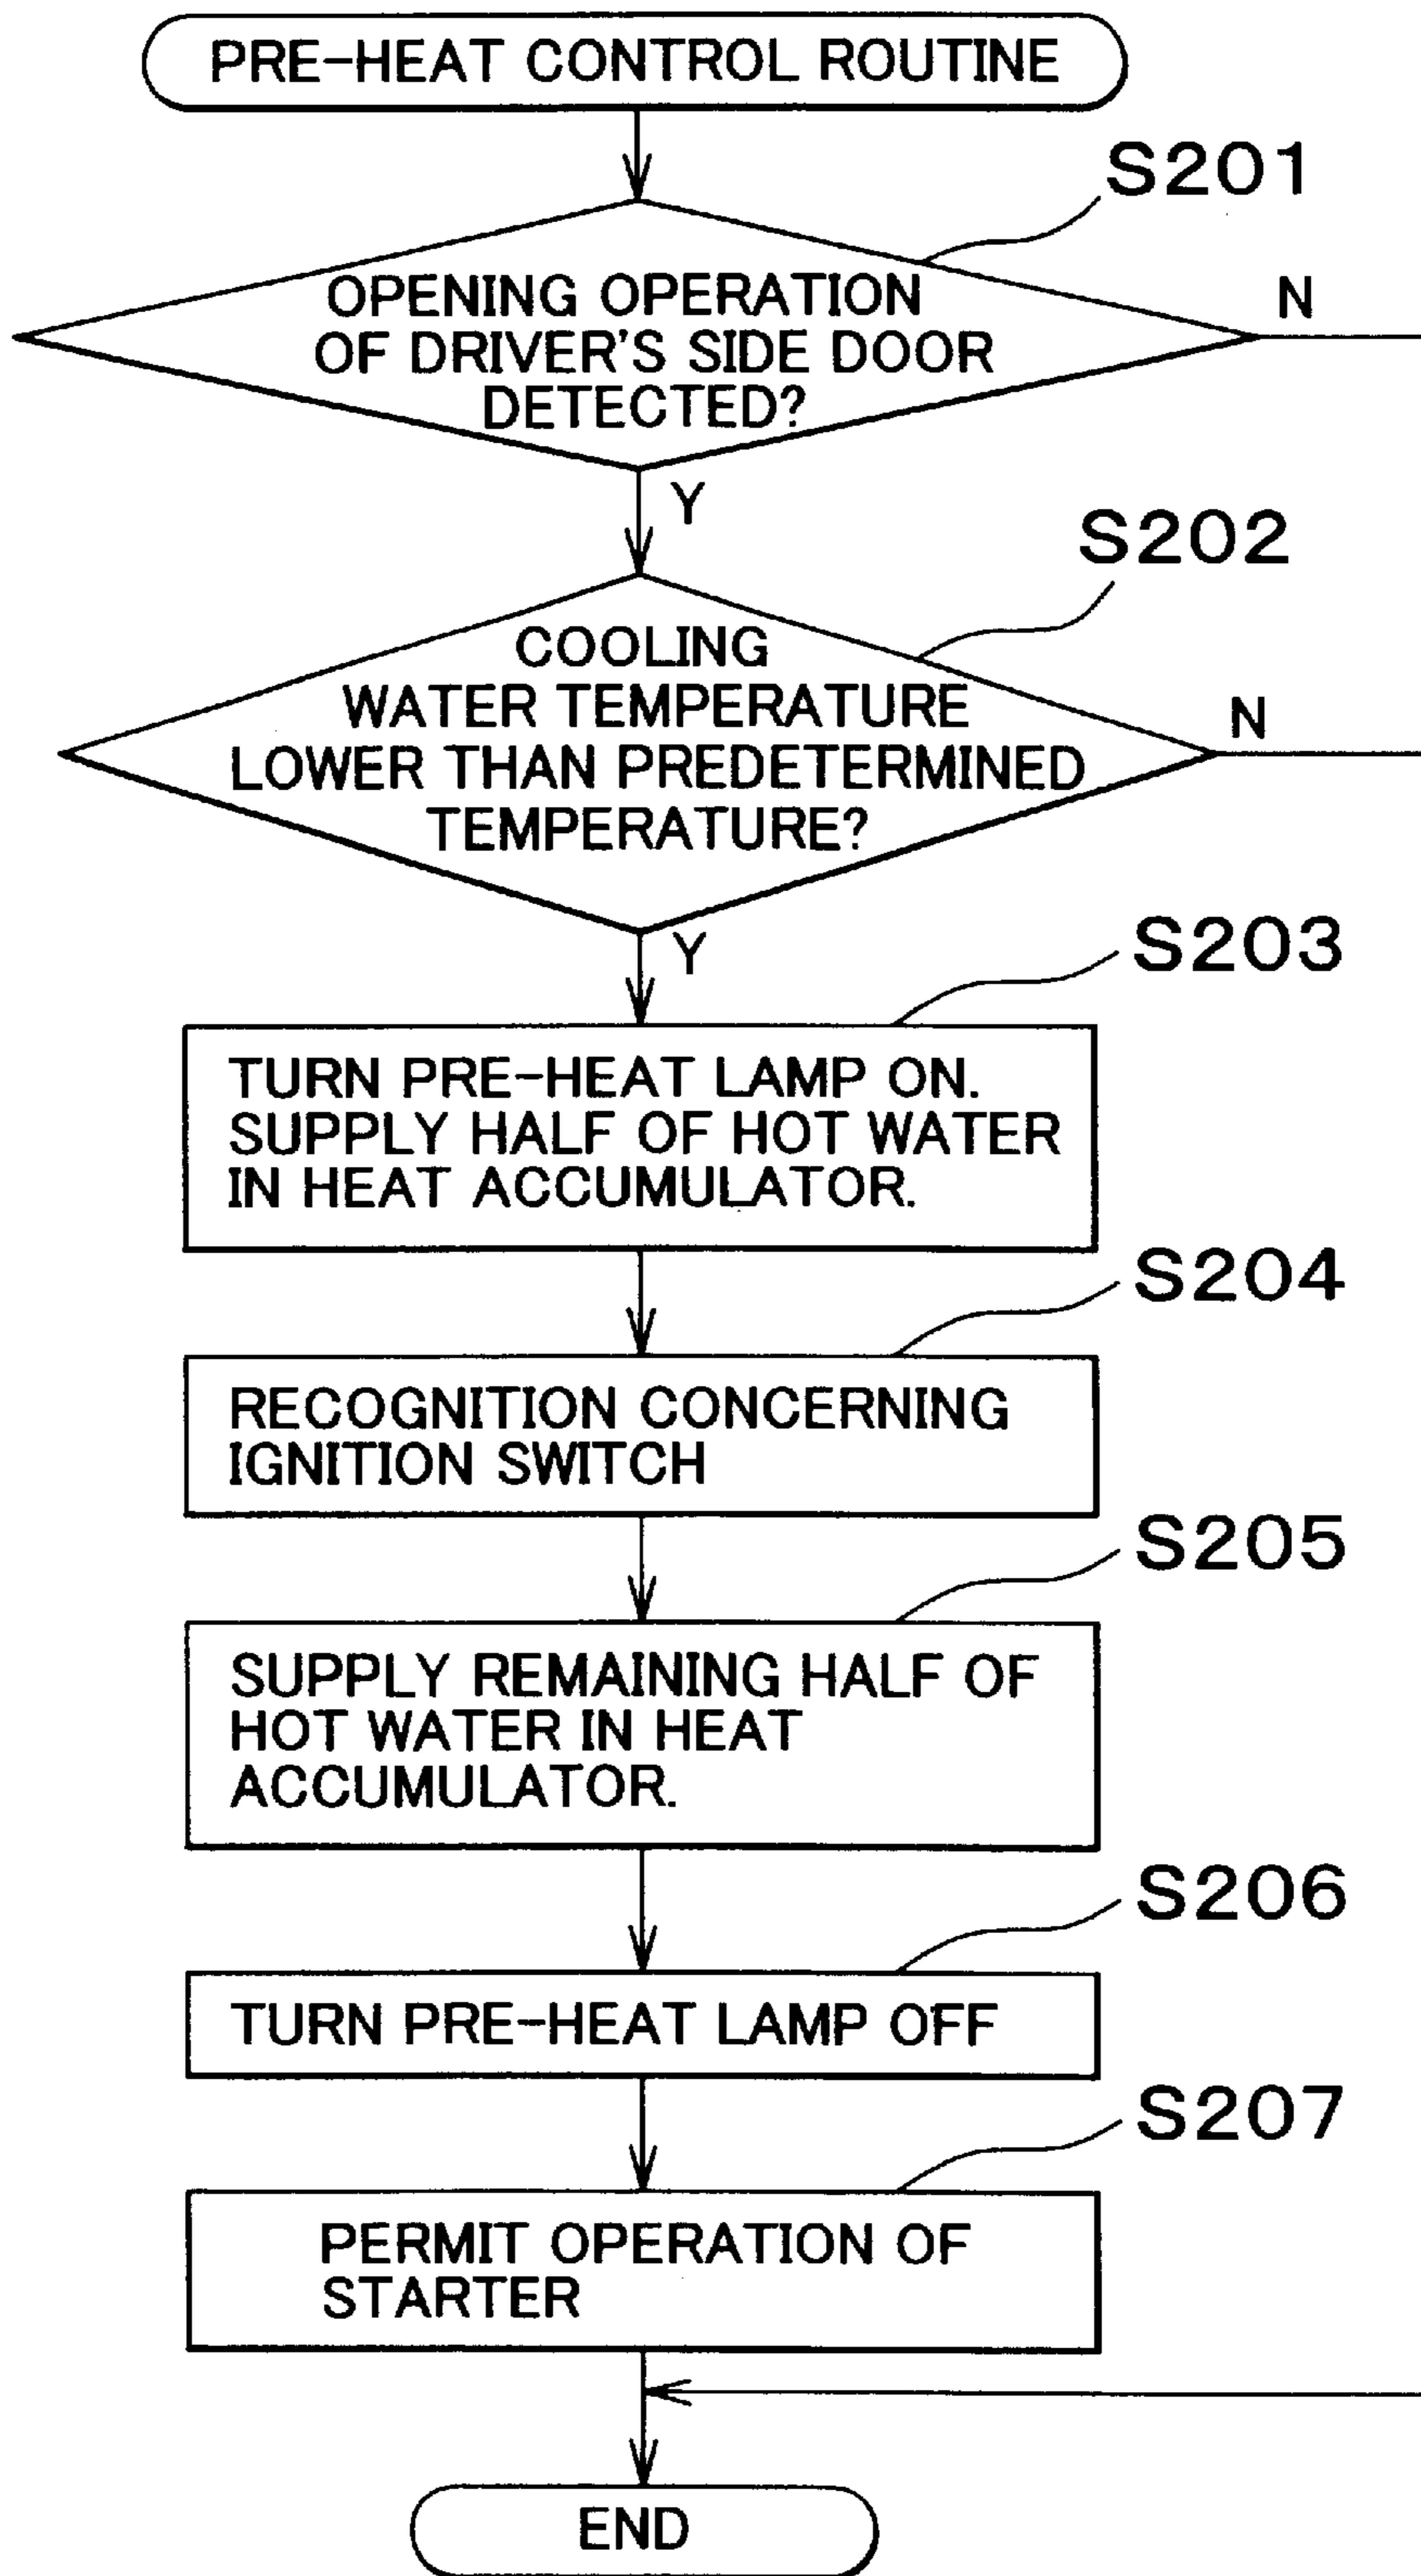 PRE-HEAT CONTROL ROUTINE
S201
OPENING OPERATION
OF DRIVER'S SIDE DOOR
DETECTED?
N
Y
S202
COOLING
WATER TEMPERATURE
LOWER THAN PREDETERMINED
TEMPERATURE?
N
Y
S203
TURN PRE-HEAT LAMP ON.
SUPPLY HALF OF HOT WATER
IN HEAT ACCUMULATOR.
S204
RECOGNITION CONCERNING
IGNITION SWITCH
S205
SUPPLY REMAINING HALF OF
HOT WATER IN HEAT
ACCUMULATOR.
S206
TURN PRE-HEAT LAMP OFF
S207
PERMIT OPERATION OF
STARTER
END